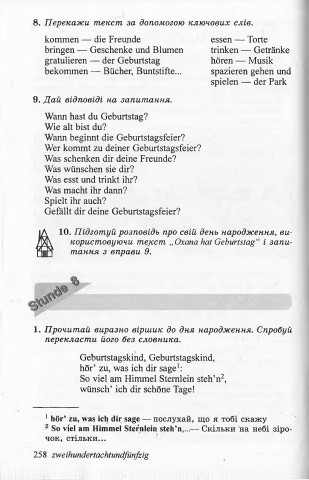 8. Перекажи текст за допомогою ключових слів.
kommen — die Freunde
bringen — Geschenke und Blumen
gratulieren — der Geburtstag
bekommen — Bücher, Buntstifte...
essen — Torte
trinken — Getränke
hören — Musik
spazieren gehen und
spielen — der Park
9. Дай відповіді на запитання.
Wann hast du Geburtstag?
Wie alt bist du?
Wann beginnt die Geburtstagsfeier?
Wer kommt zu deiner Geburtstagsfeier?
Was schenken dir deine Freunde?
Was wünschen sie dir?
Was esst und trinkt ihr?
Was macht ihr dann?
Spielt ihr auch?
Gefällt dir deine Geburtstagsfeier?
10. Підготуй розповідь про свій день народження, ви-
користовуючи текст „Oxana hat Geburtstag“ і запи-
тання з вправи 9.
Stunde 8
1. Прочитай виразно віршик до дня народження. Спробуй
перекласти його без словника.
Geburtstagskind, Geburtstagskind,
hör’ zu, was ich dir sage¹:
So viel am Himmel Sternlein steh’n²,
wünsch’ ich dir schöne Tage!
¹ hör’ zu, was ich dir sage — послухай, що я тобі скажу
² So viel am Himmel Sternlein steh’n,...— Скільки на небі зіро-
чок, стільки...
258 zweihundertachtundfünfzig